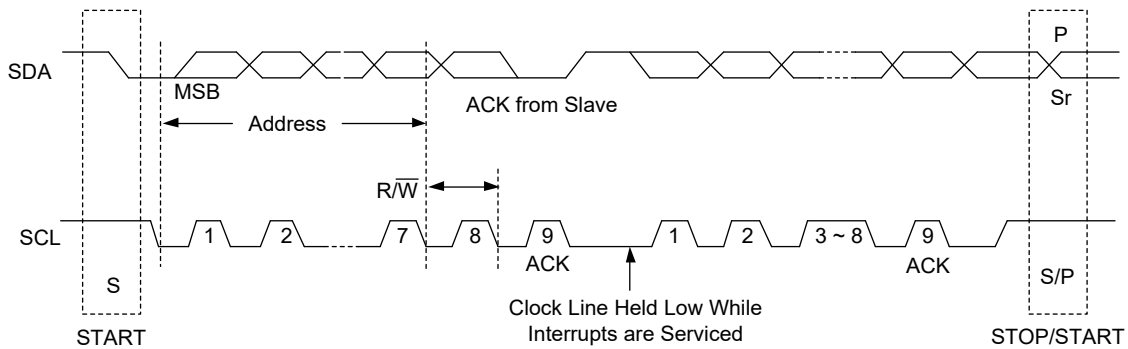 P
SDA
MSB
ACK from Slave
Sr
Address
R/W̅
SCL
1
2
7
8
9
1
2
3 ~ 8
9
ACK
ACK
S
S/P
Clock Line Held Low While
Interrupts are Serviced
START
STOP/START